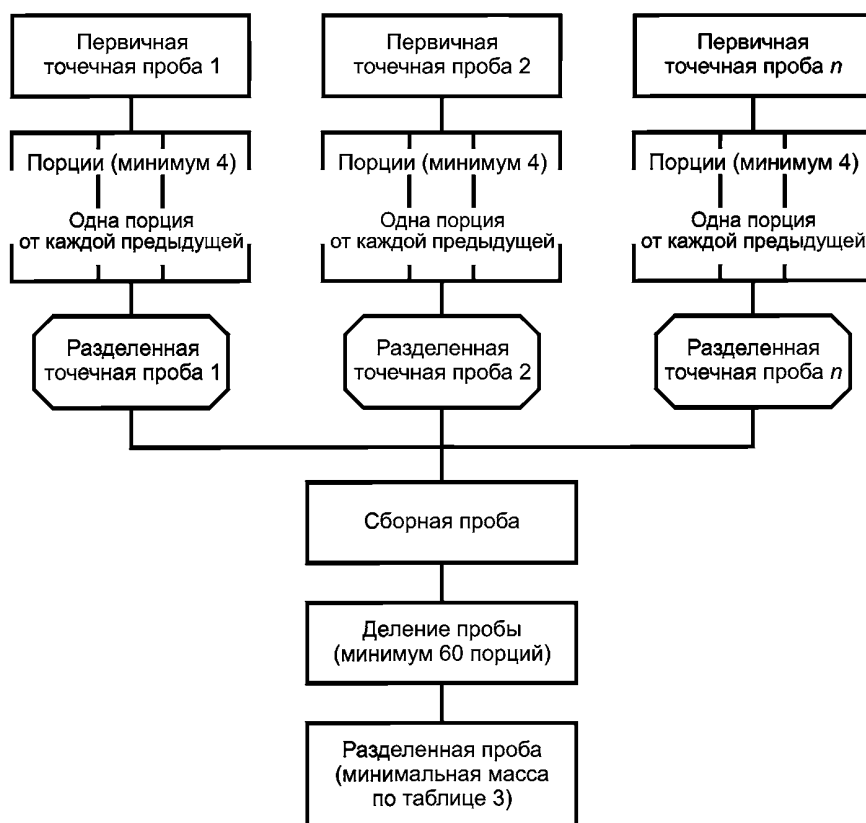 Первичная
точечная проба 1
Первичная
точечная проба 2
Первичная
точечная проба n
Порции (минимум 4)
Порции (минимум 4)
Порции (минимум 4)
Одна порция
от каждой предыдущей
Одна порция
от каждой предыдущей
Одна порция
от каждой предыдущей
Разделенная
точечная проба 1
Разделенная
точечная проба 2
Разделенная
точечная проба n
Сборная проба
Деление пробы
(минимум 60 порций)
Разделенная проба
(минимальная масса
по таблице 3)